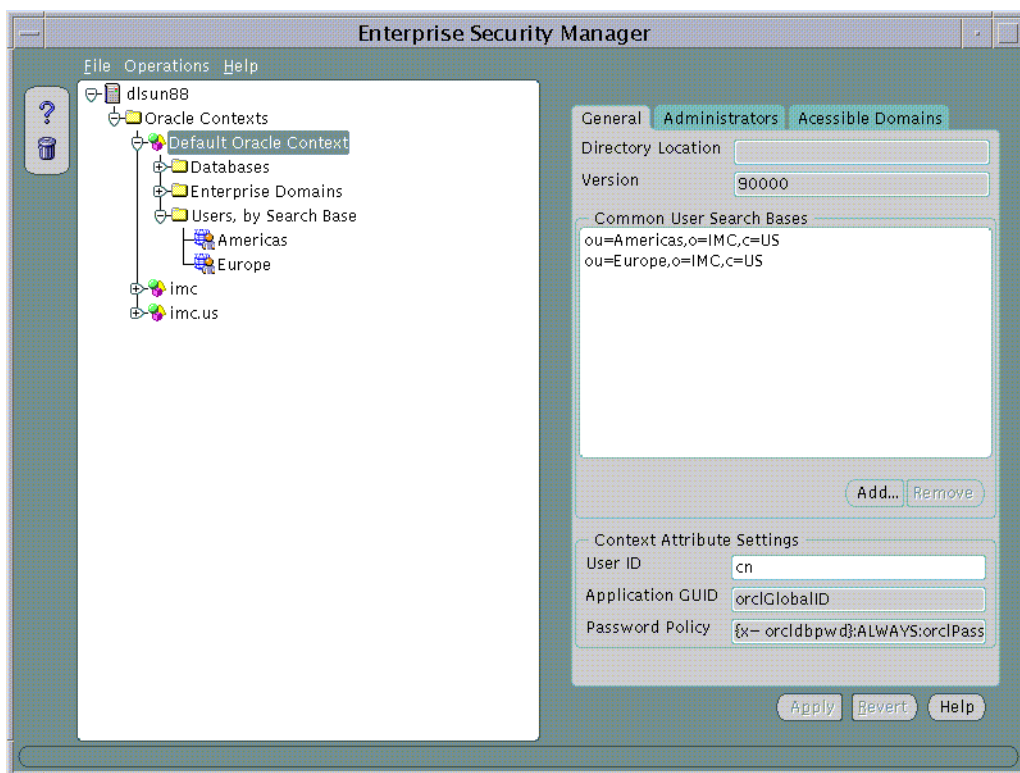 Enterprise Security Manager
File Operations Help
?
dlsun88
Oracle Contexts
Default Oracle Context
Databases
Enterprise Domains
Users, by Search Base
Americas
Europe
imc
imc.us
General Administrators Acessible Domains
Directory Location
Version 90000
Common User Search Bases
ou=Americas,o=IMC,c=US
ou=Europe,o=IMC,c=US
Add... Remove
Context Attribute Settings
User ID cn
Application GUID orclGlobalID
Password Policy {x- orcldbpwd}:ALWAYS:orclPass
Apply Revert Help